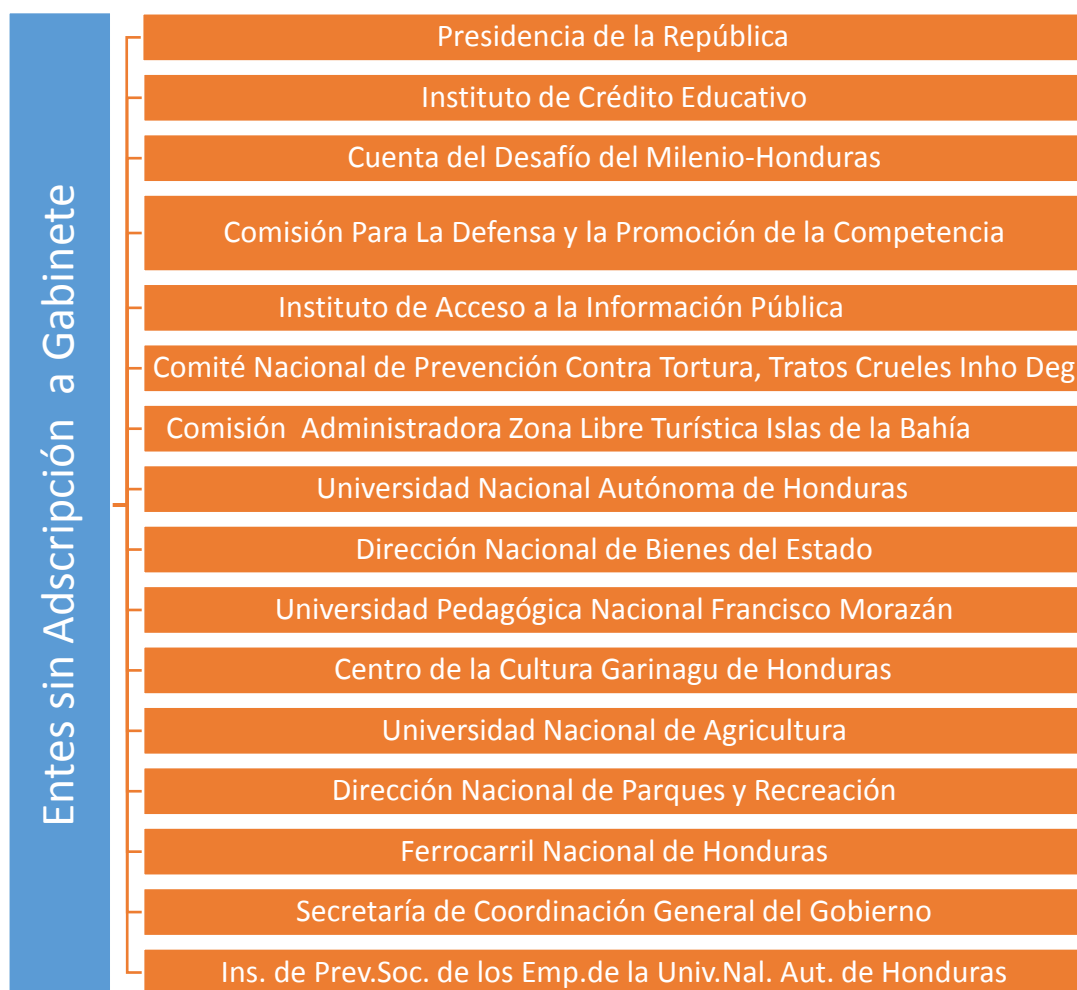 Entes sin Adscripción a Gabinete
Presidencia de la República
Instituto de Crédito Educativo
Cuenta del Desafío del Milenio-Honduras
Comisión Para La Defensa y la Promoción de la Competencia
Instituto de Acceso a la Información Pública
Comité Nacional de Prevención Contra Tortura, Tratos Crueles Inho Deg
Comisión Administradora Zona Libre Turística Islas de la Bahía
Universidad Nacional Autónoma de Honduras
Dirección Nacional de Bienes del Estado
Universidad Pedagógica Nacional Francisco Morazán
Centro de la Cultura Garinagu de Honduras
Universidad Nacional de Agricultura
Dirección Nacional de Parques y Recreación
Ferrocarril Nacional de Honduras
Secretaría de Coordinación General del Gobierno
Ins. de Prev.Soc. de los Emp.de la Univ.Nal. Aut. de Honduras